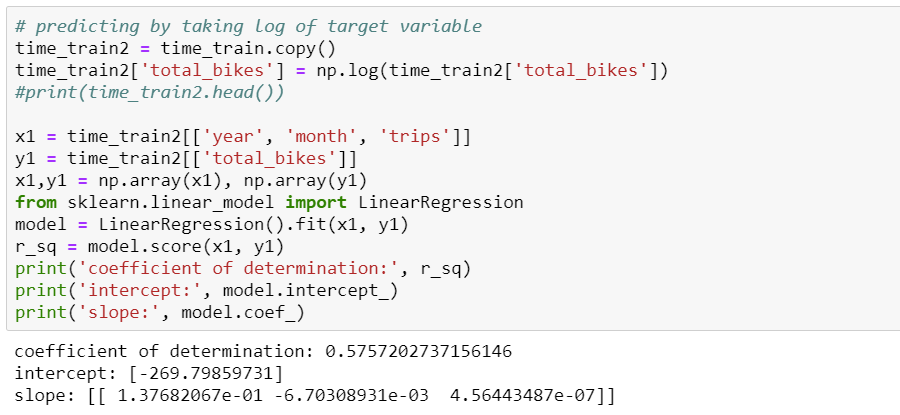 # predicting by taking log of target variable
time_train2 = time_train.copy()
time_train2['total_bikes'] = np.log(time_train2['total_bikes'])
#print(time_train2.head())
x1 = time_train2[['year', 'month', 'trips']]
y1 = time_train2[['total_bikes']]
x1,y1 = np.array(x1), np.array(y1)
from sklearn.linear_model import LinearRegression
model = LinearRegression().fit(x1, y1)
r_sq = model.score(x1, y1)
print('coefficient of determination:', r_sq)
print('intercept:', model.intercept_)
print('slope:', model.coef_)
coefficient of determination: 0.5757202737156146
intercept: [-269.79859731]
slope: [[ 1.37682067e-01 -6.70308931e-03  4.56443487e-07]]